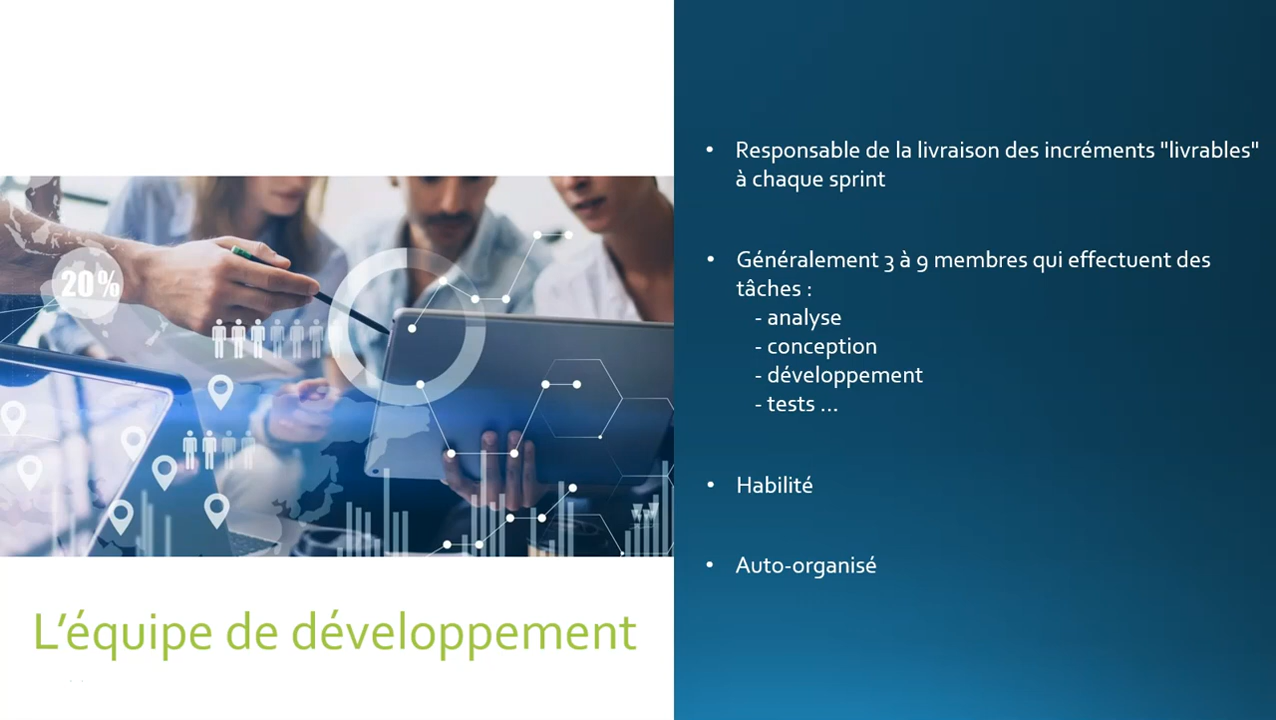 20%
L'équipe de développement
• Responsable de la livraison des incréments "livrables"
à chaque sprint
• Généralement 3 à 9 membres qui effectuent des
tâches :
- analyse
- conception
- développement
- tests ...
• Habilité
• Auto-organisé